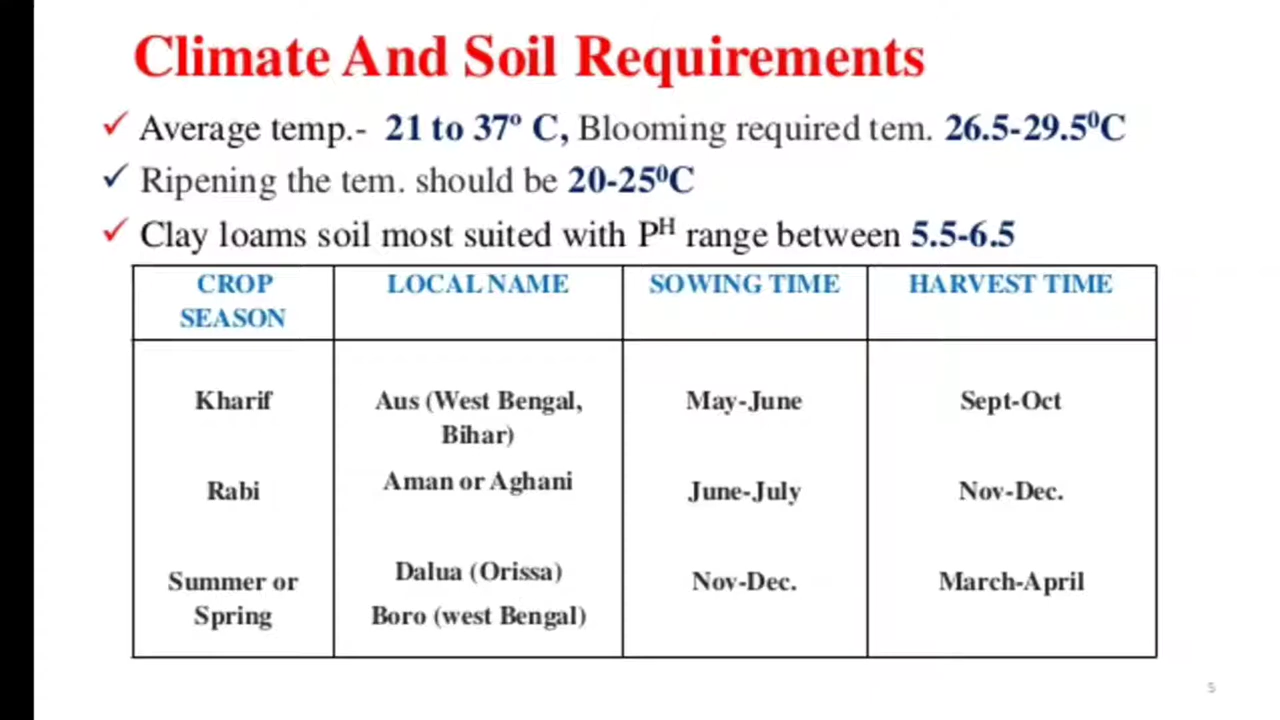 Climate And Soil Requirements
✓ Average temp.- 21 to 37º C, Blooming required tem. 26.5-29.5⁰C
✓ Ripening the tem. should be 20-25⁰C
✓ Clay loams soil most suited with Pᴴ range between 5.5-6.5
CROP SEASON LOCAL NAME SOWING TIME HARVEST TIME
Kharif Aus (West Bengal, Bihar) May-June Sept-Oct
Rabi Aman or Aghani June-July Nov-Dec.
Summer or Spring Dalua (Orissa) Boro (west Bengal) Nov-Dec. March-April
5